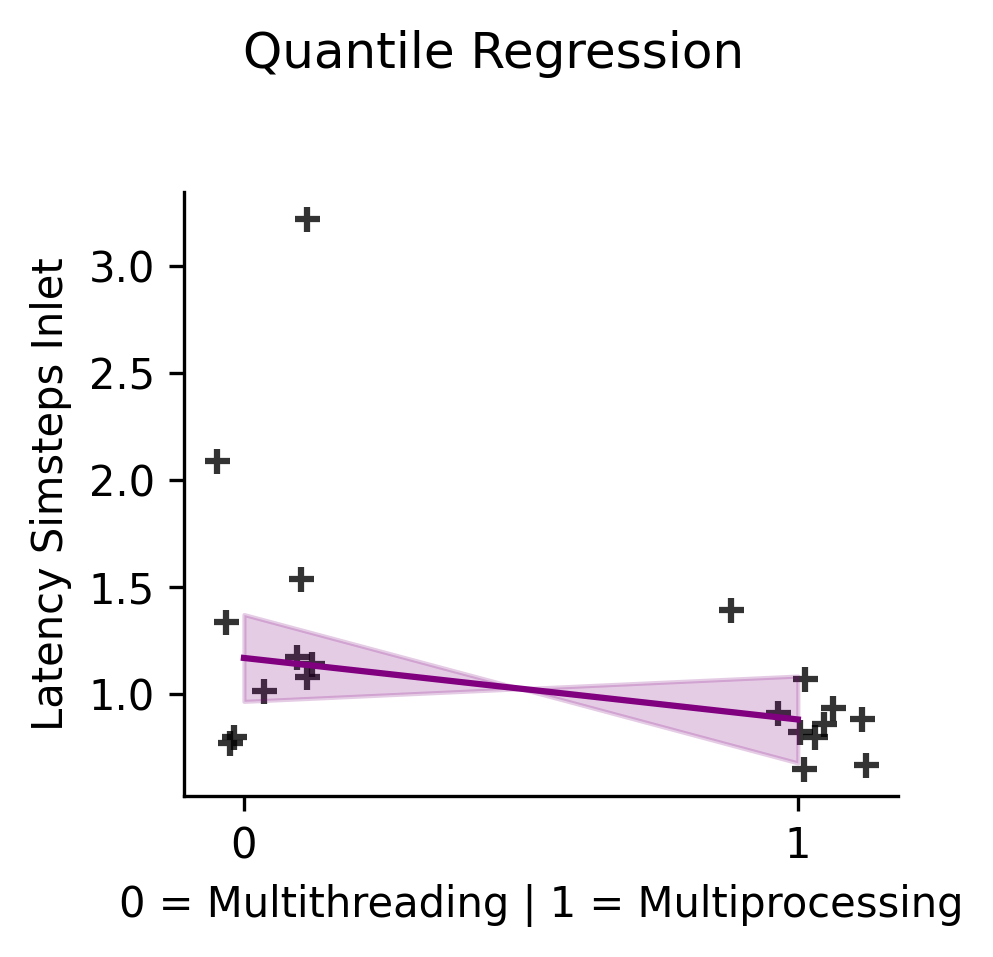 Quantile Regression
Latency Simsteps Inlet
3.0
2.5
2.0
1.5
1.0
0 1
0 = Multithreading | 1 = Multiprocessing